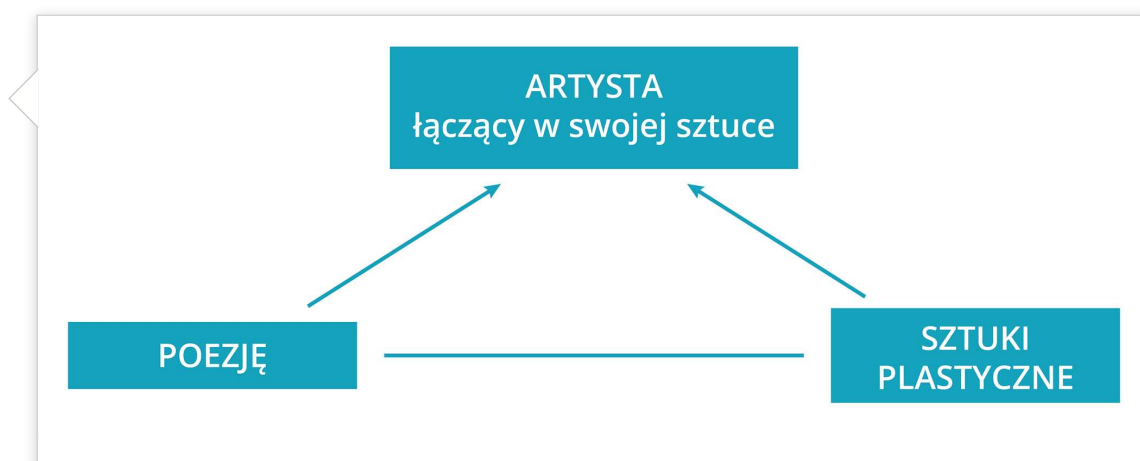 ARTYSTA
łączący w swojej sztuce
POEZJĘ
SZTUKI
PLASTYCZNE